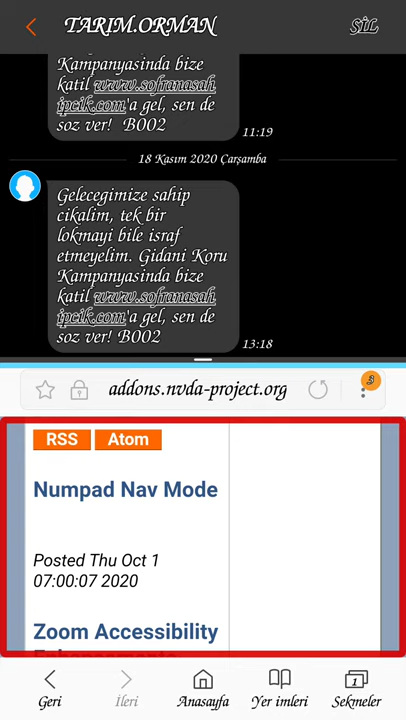 TARIM.ORMAN
SİL
Kampanyasinda bize
katil www.sofranasah
ipcik.com'a gel, sen de
soz ver! B002
11:19
18 Kasım 2020 Çarşamba
Gelecegimize sahip
cikalim, tek bir
lokmayi bile israf
etmeyelim. Gidani Koru
Kampanyasinda bize
katil www.sofranasah
ipcik.com'a gel, sen de
soz ver! B002
13:18
addons.nvda-project.org
3
RSS Atom
Numpad Nav Mode
Posted Thu Oct 1
07:00:07 2020
Zoom Accessibility
Enhancements
1
Geri İleri Anasayfa Yer imleri Sekmeler